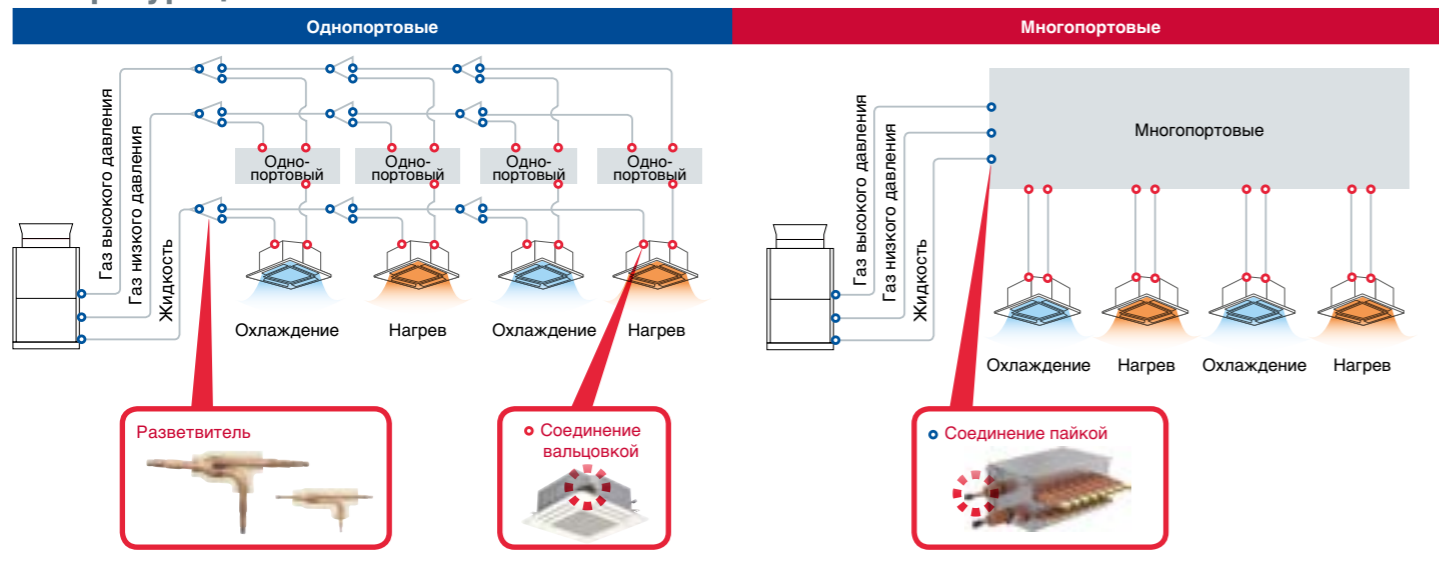 Однопортовые
Многопортовые
Газ высокого давления
Газ низкого давления
Жидкость
Одно-
портовый
Одно-
портовый
Одно-
портовый
Одно-
портовый
Охлаждение
Нагрев
Охлаждение
Нагрев
Разветвитель
Соединение
вальцовкой
Газ высокого давления
Газ низкого давления
Жидкость
Многопортовые
Охлаждение
Нагрев
Охлаждение
Нагрев
Соединение пайкой